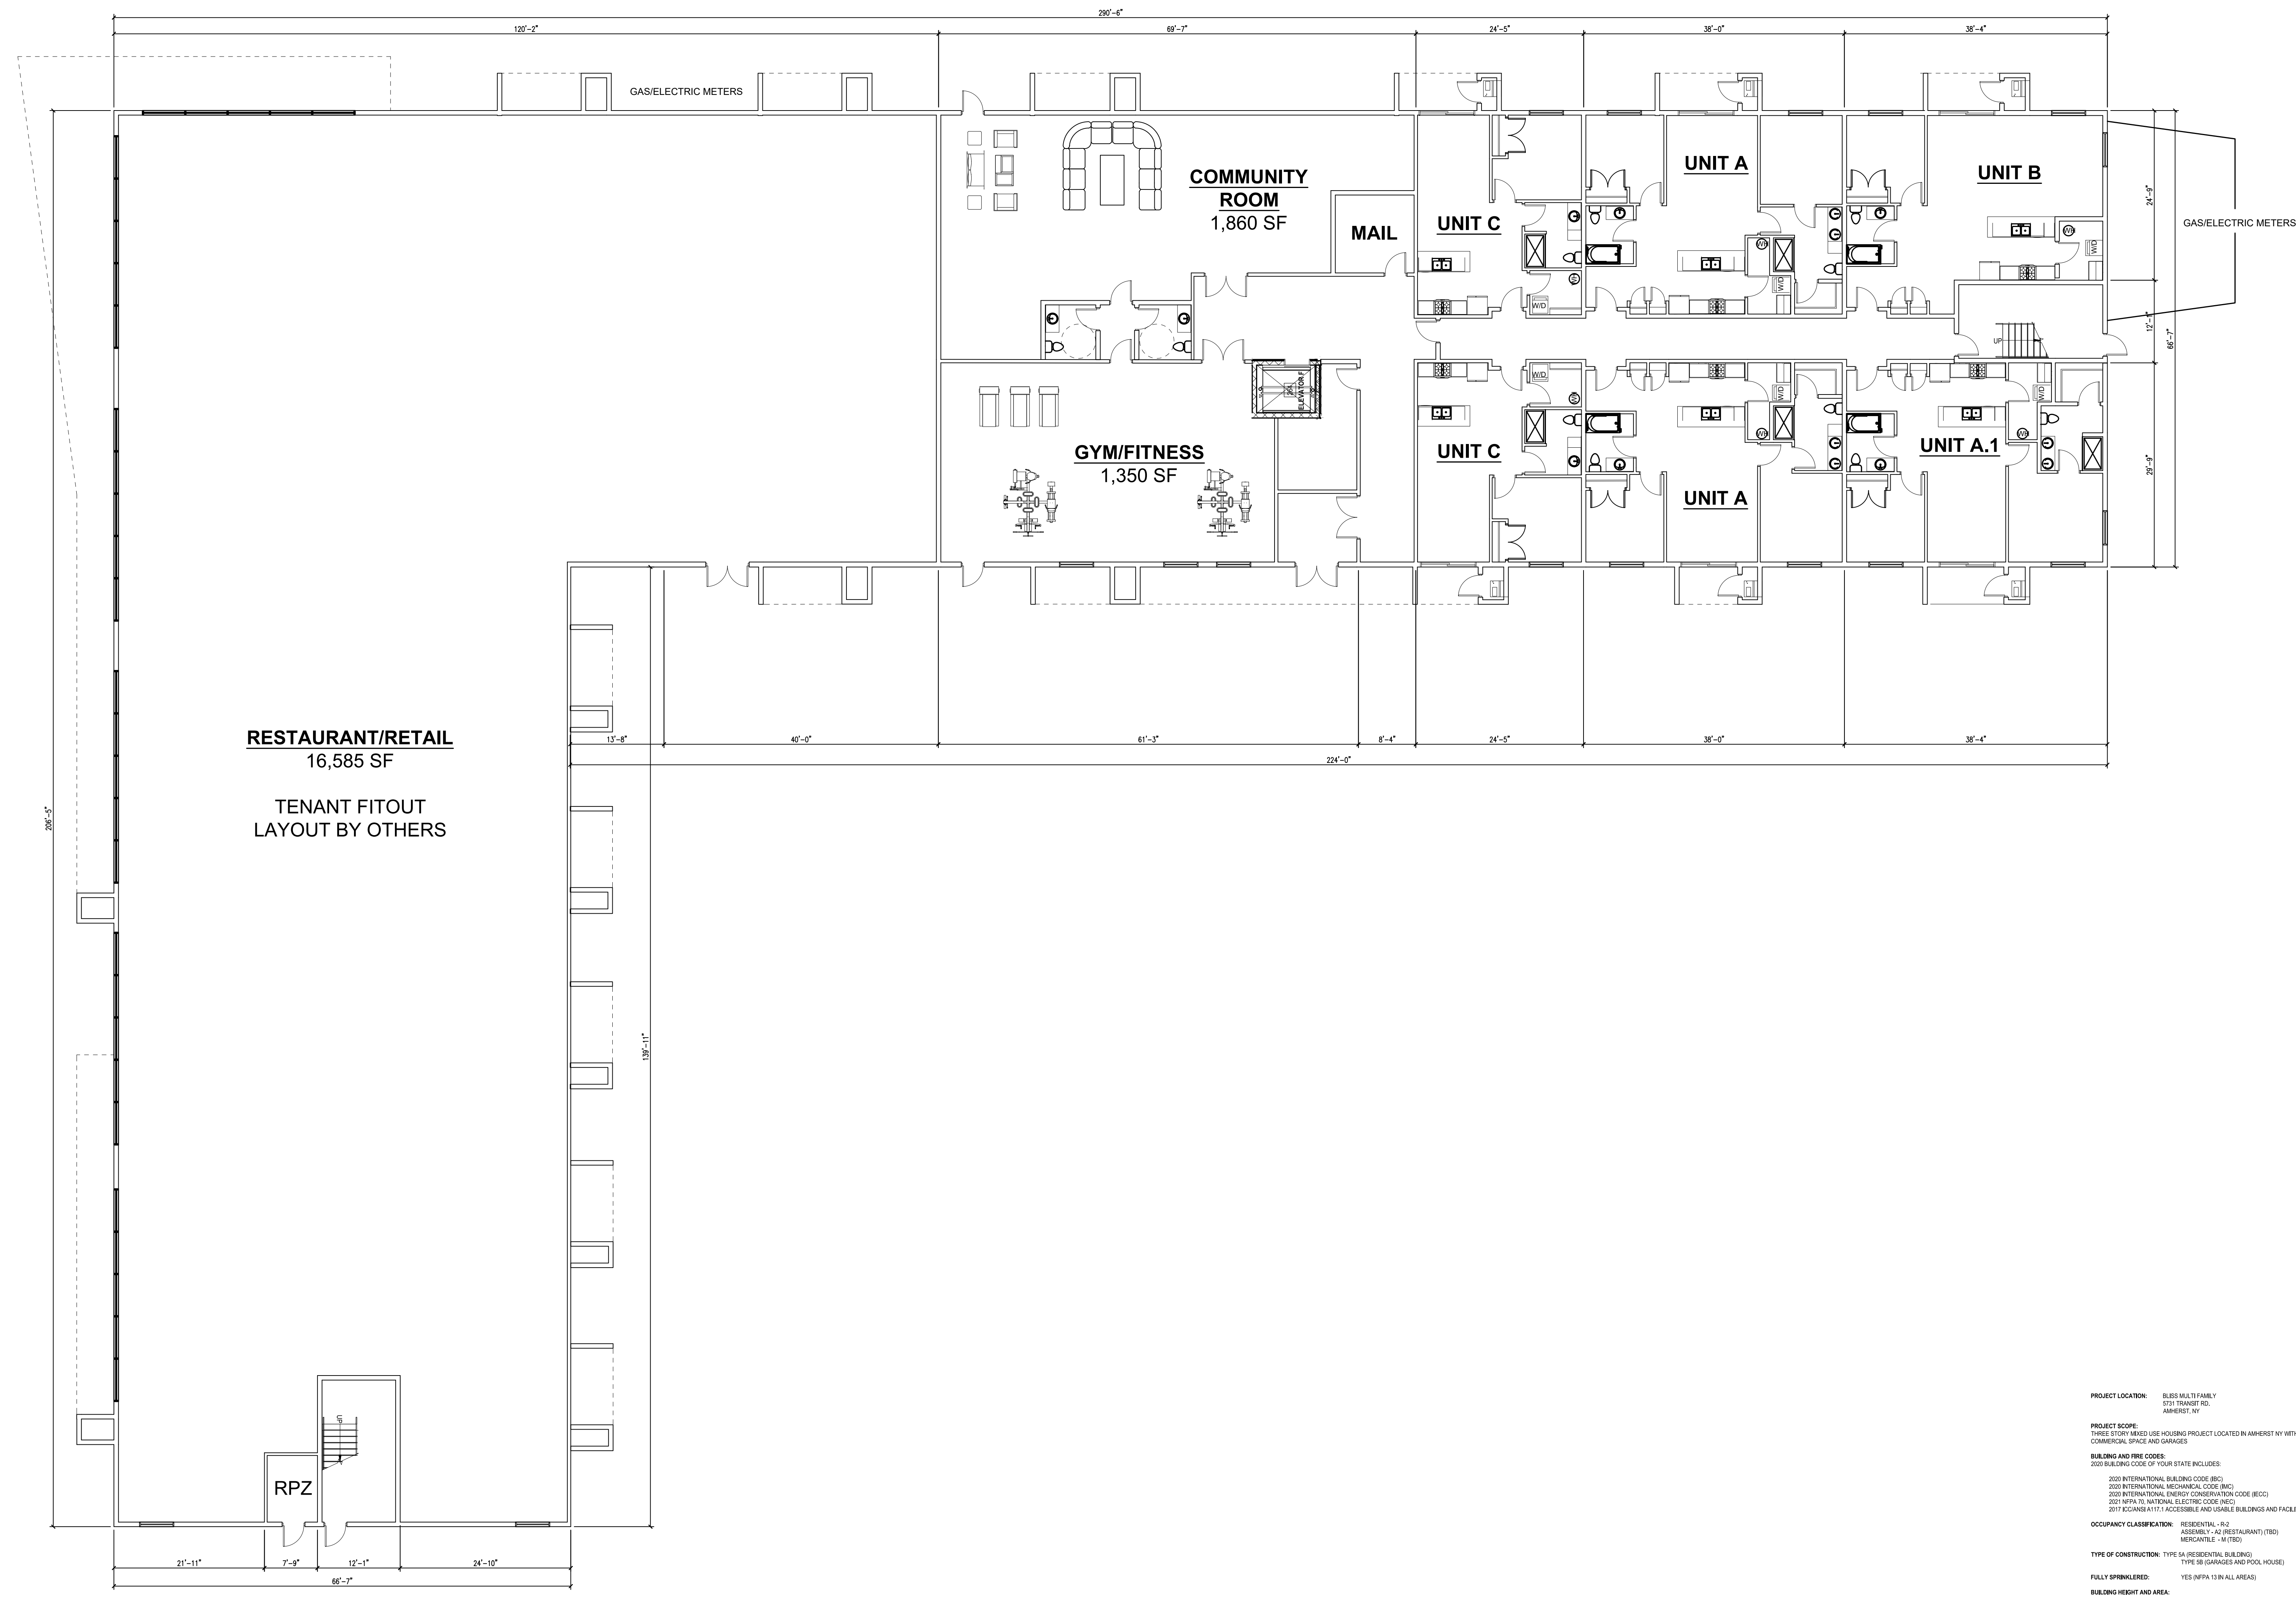 290'-6"
120'-2"
69'-7"
24'-5"
38'-0"
38'-4"
GAS/ELECTRIC METERS
COMMUNITY
ROOM
1,860 SF
MAIL
UNIT C
UNIT A
UNIT B
GAS/ELECTRIC METERS
24'-9"
12'-1"
66'-7"
29'-9"
WH
W/D
WH
W/D
WH
W/D
UP
ELEVATOR F
GYM/FITNESS
1,350 SF
UNIT C
UNIT A
UNIT A.1
W/D
WH
W/D
WH
W/D
WH
RESTAURANT/RETAIL
16,585 SF
TENANT FITOUT
LAYOUT BY OTHERS
206'-5"
139'-11"
13'-8"
40'-0"
61'-3"
8'-4"
24'-5"
38'-0"
38'-4"
224'-0"
UP
RPZ
21'-11"
7'-9"
12'-1"
24'-10"
66'-7"
PROJECT LOCATION: BLISS MULTI FAMILY
5731 TRANSIT RD.
AMHERST, NY
PROJECT SCOPE:
THREE STORY MIXED USE HOUSING PROJECT LOCATED IN AMHERST NY WITH
COMMERCIAL SPACE AND GARAGES
BUILDING AND FIRE CODES:
2020 BUILDING CODE OF YOUR STATE INCLUDES:
2020 INTERNATIONAL BUILDING CODE (IBC)
2020 INTERNATIONAL MECHANICAL CODE (IMC)
2020 INTERNATIONAL ENERGY CONSERVATION CODE (IECC)
2021 NFPA 70, NATIONAL ELECTRIC CODE (NEC)
2017 ICC/ANSI A117.1 ACCESSIBLE AND USABLE BUILDINGS AND
OCCUPANCY CLASSIFICATION: RESIDENTIAL - R-2
ASSEMBLY - A2 (RESTAURANT) (TBD)
MERCANTILE - M (TBD)
TYPE OF CONSTRUCTION: TYPE 5A (RESIDENTIAL BUILDING)
TYPE 5B (GARAGES AND POOL HOUSE)
FULLY SPRINKLERED: YES (NFPA 13 IN ALL AREAS)
BUILDING HEIGHT AND AREA: